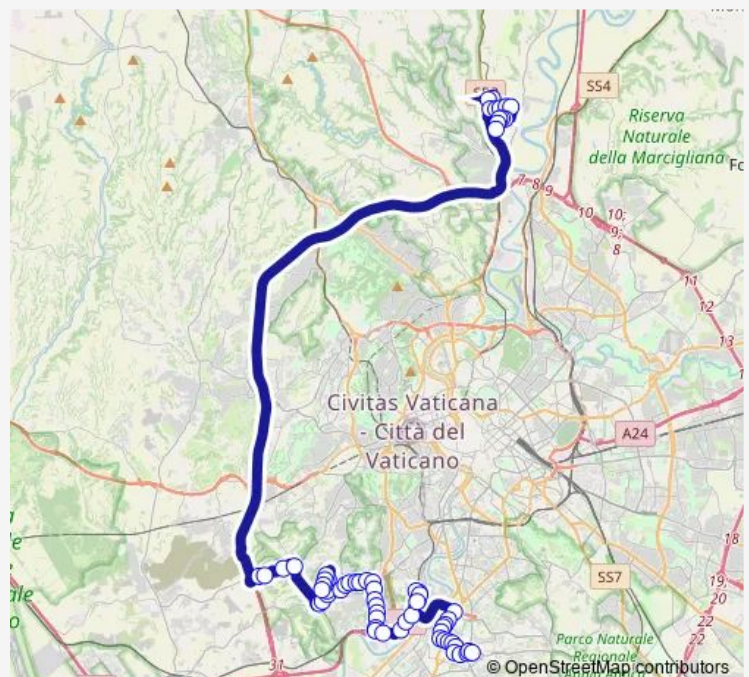 SS4
Riserva
Naturale
della Marcigliana
7 8 9
10
10;
9;
8
11
12
13
Civitas Vaticana
- Città del
Vaticano
A24
18
SS7
19;
20
22
22
31
Parco Naturale
Regionale
© OpenStreetMap contributors